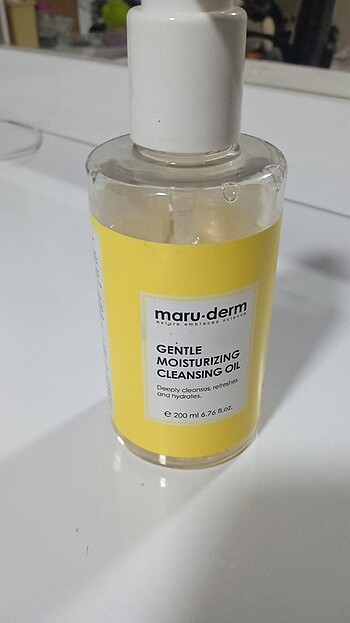 maru·derm
nature embraces science
GENTLE
MOISTURIZING
CLEANSING OIL
Deeply cleanses, refreshes
and hydrates.
℮ 200 ml 6.76 fl.oz.